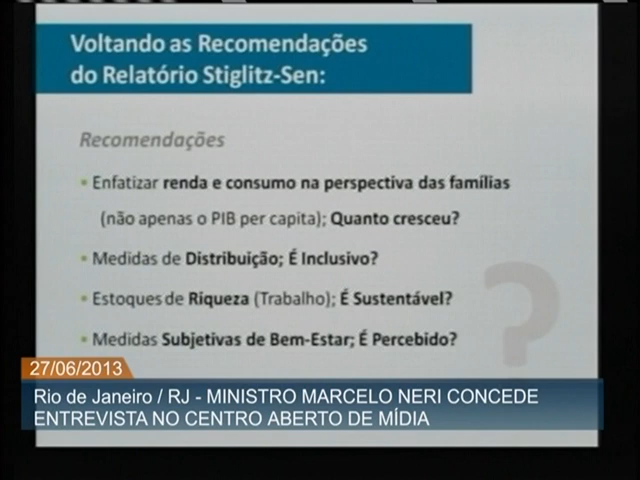 Voltando as Recomendações
do Relatório Stiglitz-Sen:
Recomendações
• Enfatizar renda e consumo na perspectiva das famílias
(não apenas o PIB per capita); Quanto cresceu?
• Medidas de Distribuição; É Inclusivo?
• Estoques de Riqueza (Trabalho); É Sustentável?
• Medidas Subjetivas de Bem-Estar; É Percebido?
?
27/06/2013
Rio de Janeiro / RJ - MINISTRO MARCELO NERI CONCEDE
ENTREVISTA NO CENTRO ABERTO DE MÍDIA